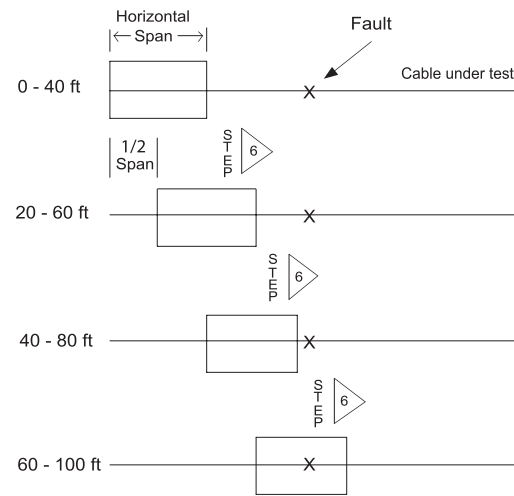 Horizontal
Span
Fault
0 - 40 ft
Cable under test
1/2
Span
STEP
6
20 - 60 ft
STEP
6
40 - 80 ft
X
STEP
6
60 - 100 ft
X